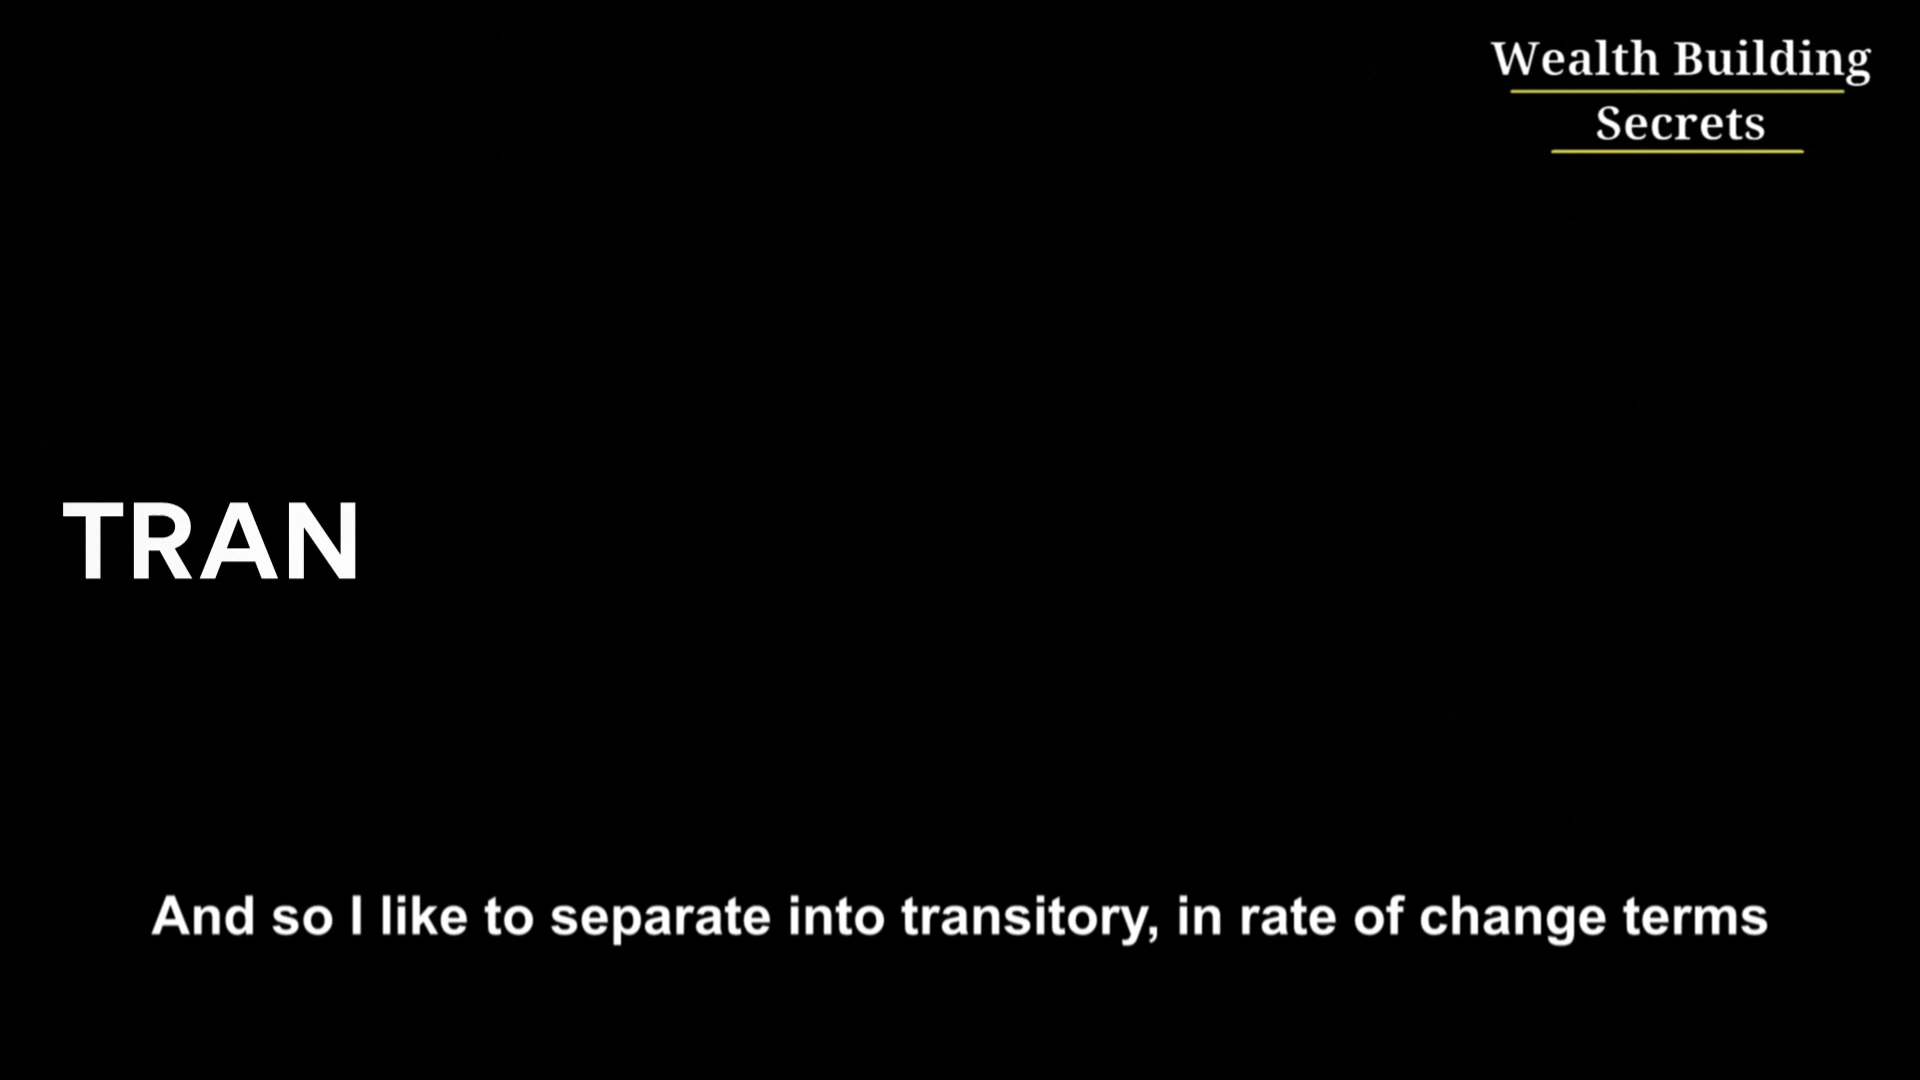 Wealth Building
Secrets
TRAN
And so I like to separate into transitory, in rate of change terms